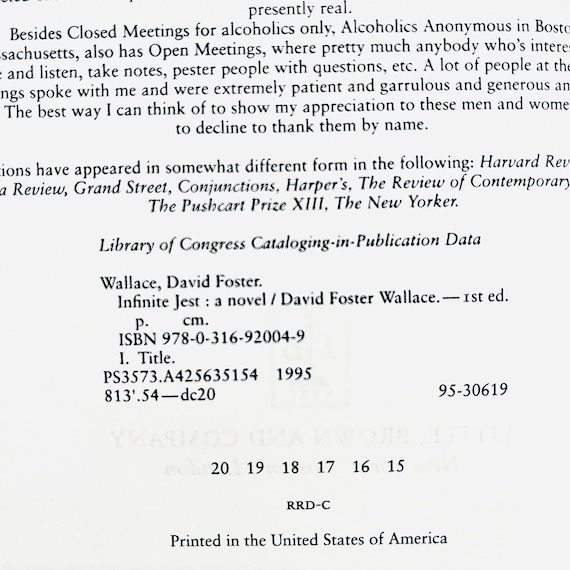 presently real.
Besides Closed Meetings for alcoholics only, Alcoholics Anonymous in Bosto
ssachusetts, also has Open Meetings, where pretty much anybody who's interes
and listen, take notes, pester people with questions, etc. A lot of people at the
ngs spoke with me and were extremely patient and garrulous and generous an
The best way I can think of to show my appreciation to these men and wome
to decline to thank them by name.
ions have appeared in somewhat different form in the following: Harvard Rev
a Review, Grand Street, Conjunctions, Harper's, The Review of Contemporary
The Pushcart Prize XIII, The New Yorker.
Library of Congress Cataloging-in-Publication Data
Wallace, David Foster.
Infinite Jest : a novel / David Foster Wallace. — 1st ed.
p. cm.
ISBN 978-0-316-92004-9
I. Title.
PS3573.A425635154 1995
813'.54—dc20 95-30619
20 19 18 17 16 15
RRD-C
Printed in the United States of America